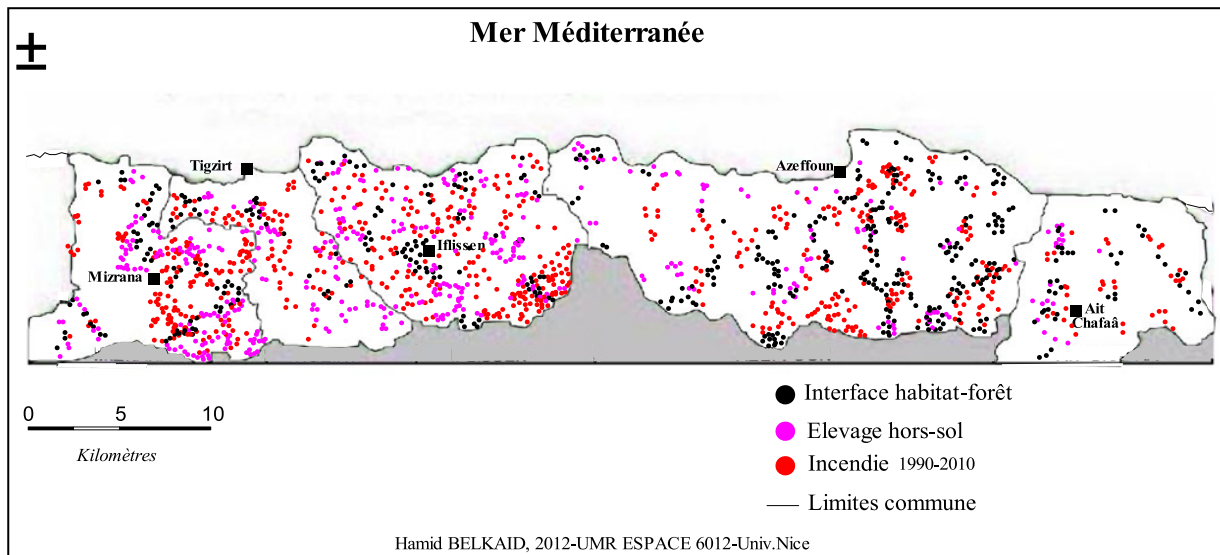 Mer Méditerranée
Tigzirt
Azeffoun
Iflissen
Mizrana
Ait
Chafaâ
Interface habitat-forêt
0 5 10
Elevage hors-sol
Kilomètres
Incendie 1990-2010
Limites commune
Hamid BELKAID, 2012-UMR ESPACE 6012-Univ.Nice